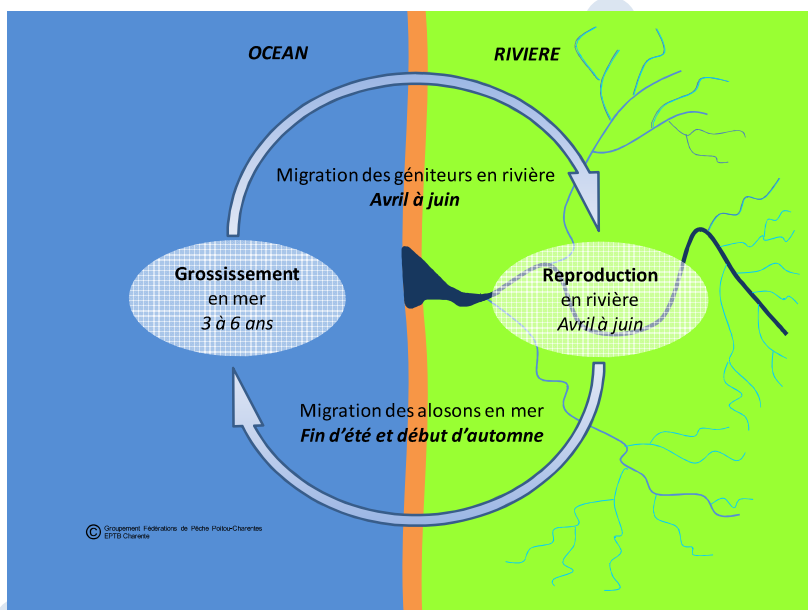 OCEAN
RIVIERE
Migration des géniteurs en rivière
Avril à juin
Grossissement
en mer
3 à 6 ans
Reproduction
en rivière
Avril à juin
Migration des alosons en mer
Fin d’été et début d’automne
© Groupement Fédérations de Pêche Poitou-Charentes
EPTB Charente